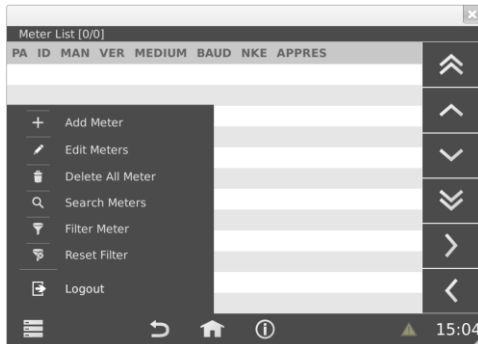 Meter List [0/0]
PA ID MAN VER MEDIUM BAUD NKE APPRES
Add Meter
Edit Meters
Delete All Meter
Search Meters
Filter Meter
Reset Filter
Logout
15:04